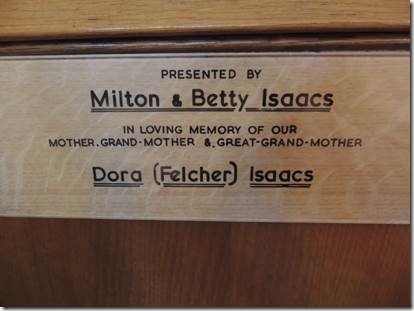 PRESENTED BY
Milton & Betty Isaacs
IN LOVING MEMORY OF OUR
MOTHER, GRAND-MOTHER & GREAT-GRAND-MOTHER
Dora (Felcher) Isaacs